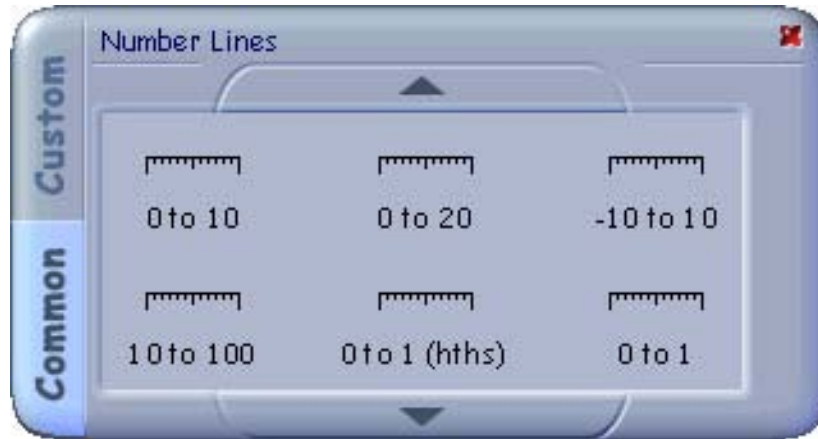 Number Lines
Custom
Common
0 to 10
0 to 20
-10 to 10
10 to 100
0 to 1 (hths)
0 to 1